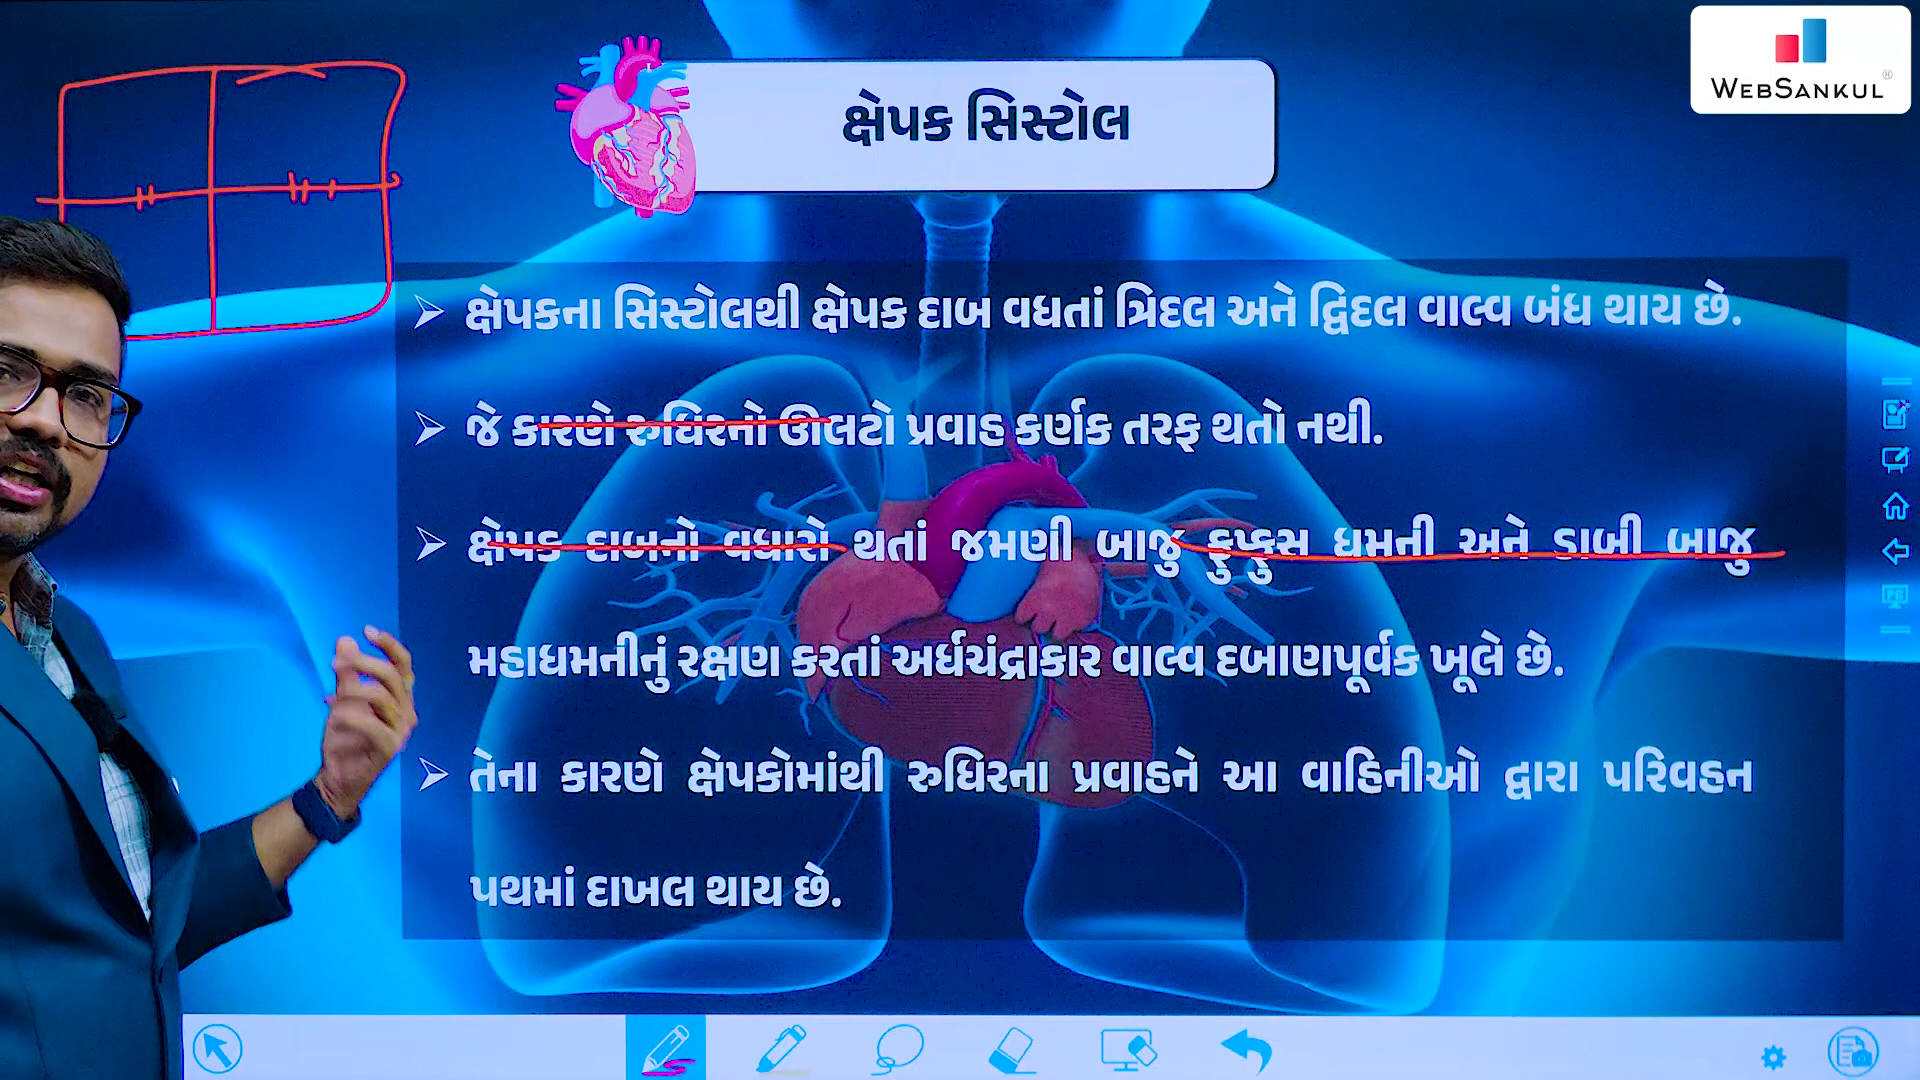 WEBSANKUL
ક્ષેપક સિસ્ટોલ
ક્ષેપકના સિસ્ટોલથી ક્ષેપક દાબ વધતાં ત્રિદલ અને દ્વિદલ વાલ્વ બંધ થાય છે.
જે કારણે રુધિરનો ઊલટો પ્રવાહ કર્ણક તરફ થતો નથી.
ક્ષેપક દાબનો વધારો થતાં જમણી બાજુ ફુપ્ફુસ ધમની અને ડાબી બાજુ
મહાધમનીનું રક્ષણ કરતાં અર્ધચંદ્રાકાર વાલ્વ દબાણપૂર્વક ખૂલે છે.
તેના કારણે ક્ષેપકોમાંથી રુધિરના પ્રવાહને આ વાહિનીઓ દ્વારા પરિવહન
પથમાં દાખલ થાય છે.